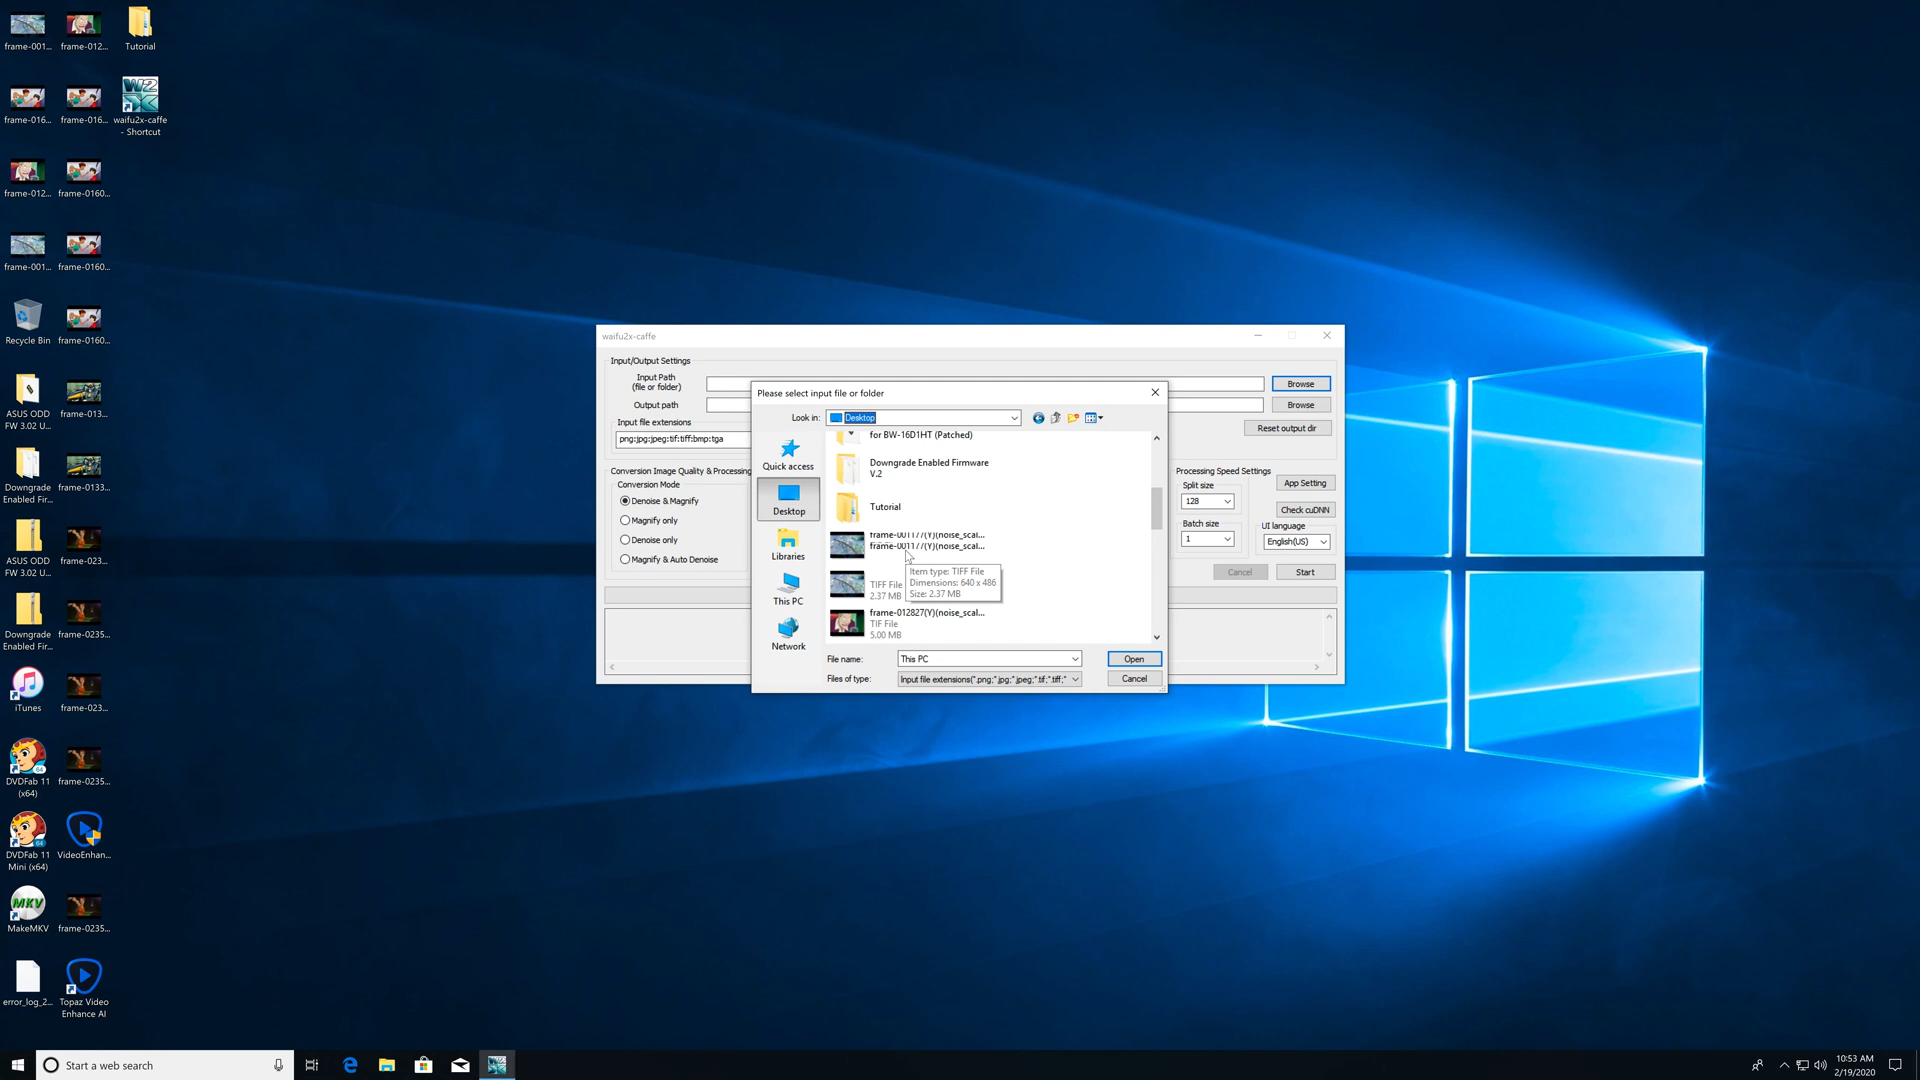 frame-001...
frame-012...
Tutorial
frame-016...
frame-016...
waifu2x-caffe
- Shortcut
frame-012...
frame-0160...
frame-001...
frame-0160...
Recycle Bin
frame-0160...
ASUS ODD
FW 3.02 U...
frame-013...
Downgrade
Enabled Fir...
frame-0133...
ASUS ODD
FW 3.02 U...
frame-023...
Downgrade
Enabled Fir...
frame-0235...
iTunes
frame-023...
DVDFab 11
(x64)
frame-0235...
DVDFab 11
Mini (x64)
VideoEnhan...
MKV
MakeMKV
frame-0235...
error_log_2...
Topaz Video
Enhance AI
waifu2x-caffe
Input/Output Settings
Input Path
(file or folder)
Browse
Output path
Browse
Input file extensions
png:jpg:jpeg:tif:tiff:bmp:tga
Reset output dir
Conversion Image Quality & Processing
Conversion Mode
Denoise & Magnify
Magnify only
Denoise only
Magnify & Auto Denoise
Processing Speed Settings
Split size
128
App Setting
Check cuDNN
Batch size
1
UI language
English(US)
Cancel
Start
Please select input file or folder
Look in:
Desktop
Quick access
Desktop
Libraries
This PC
Network
for BW-16D1HT (Patched)
Downgrade Enabled Firmware
V.2
Tutorial
frame-001177(Y)(noise_scal...
frame-001177(Y)(noise_scal...
TIFF File
2.37 MB
Item type: TIFF File
Dimensions: 640 x 486
Size: 2.37 MB
frame-012827(Y)(noise_scal...
TIF File
5.00 MB
File name:
This PC
Open
Files of type:
Input file extensions(*.png;*.jpg;*.jpeg;*.tif;*.tiff;*
Cancel
Start a web search
10:53 AM
2/19/2020